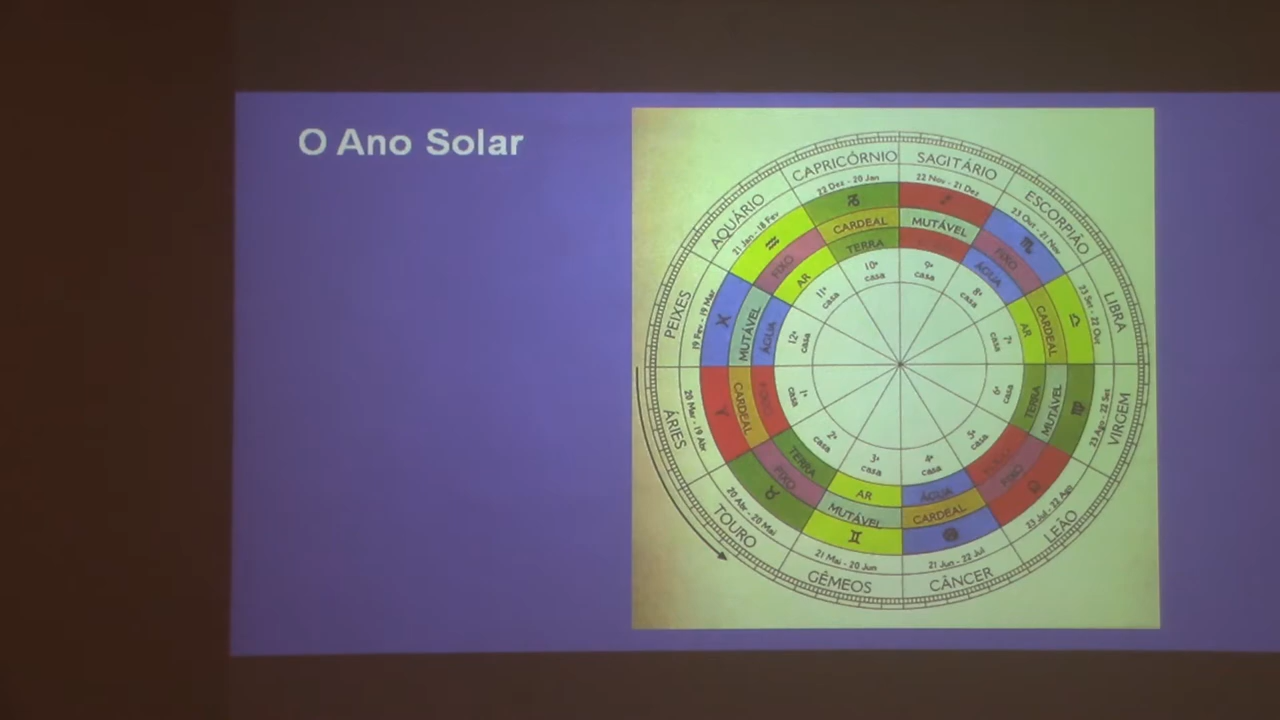 O Ano Solar
CAPRICÓRNIO
22 Dez - 20 Jan
CARDEAL
TERRA
10ª
casa
SAGITÁRIO
22 Nov - 21 Dez
MUTÁVEL
9ª
casa
ESCORPIÃO
23 Out - 21 Nov
FIXO
ÁGUA
8ª
casa
LIBRA
23 Set - 22 Out
CARDEAL
AR
7ª
casa
VIRGEM
23 Ago - 22 Set
MUTÁVEL
TERRA
6ª
casa
LEÃO
23 Jul - 22 Ago
FIXO
FOGO
5ª
casa
CÂNCER
21 Jun - 22 Jul
CARDEAL
ÁGUA
4ª
casa
GÊMEOS
21 Mai - 20 Jun
MUTÁVEL
AR
3ª
casa
TOURO
20 Abr - 20 Mai
FIXO
TERRA
2ª
casa
ÁRIES
20 Mar - 19 Abr
CARDEAL
FOGO
1ª
casa
PEIXES
19 Fev - 19 Mar
MUTÁVEL
ÁGUA
12ª
casa
AQUÁRIO
21 Jan - 18 Fev
FIXO
AR
11ª
casa